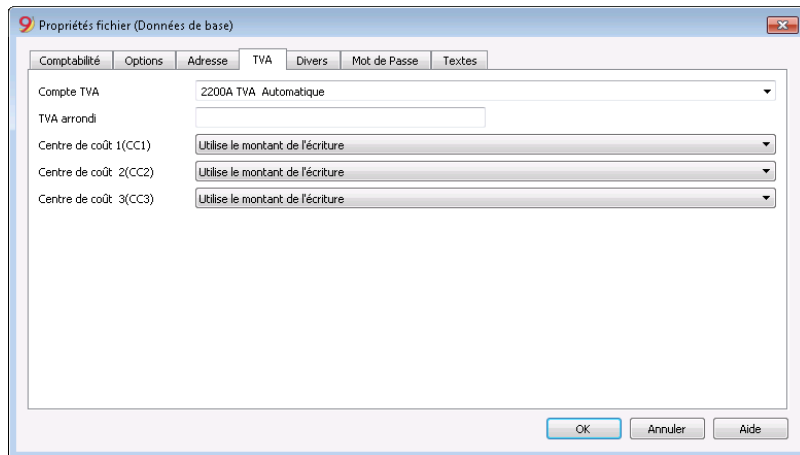 9 Propriétés fichier (Données de base)
Comptabilité Options Adresse TVA Divers Mot de Passe Textes
Compte TVA 2200A TVA Automatique
TVA arrondi
Centre de coût 1(CC1) Utilise le montant de l'écriture
Centre de coût 2(CC2) Utilise le montant de l'écriture
Centre de coût 3(CC3) Utilise le montant de l'écriture
OK Annuler Aide